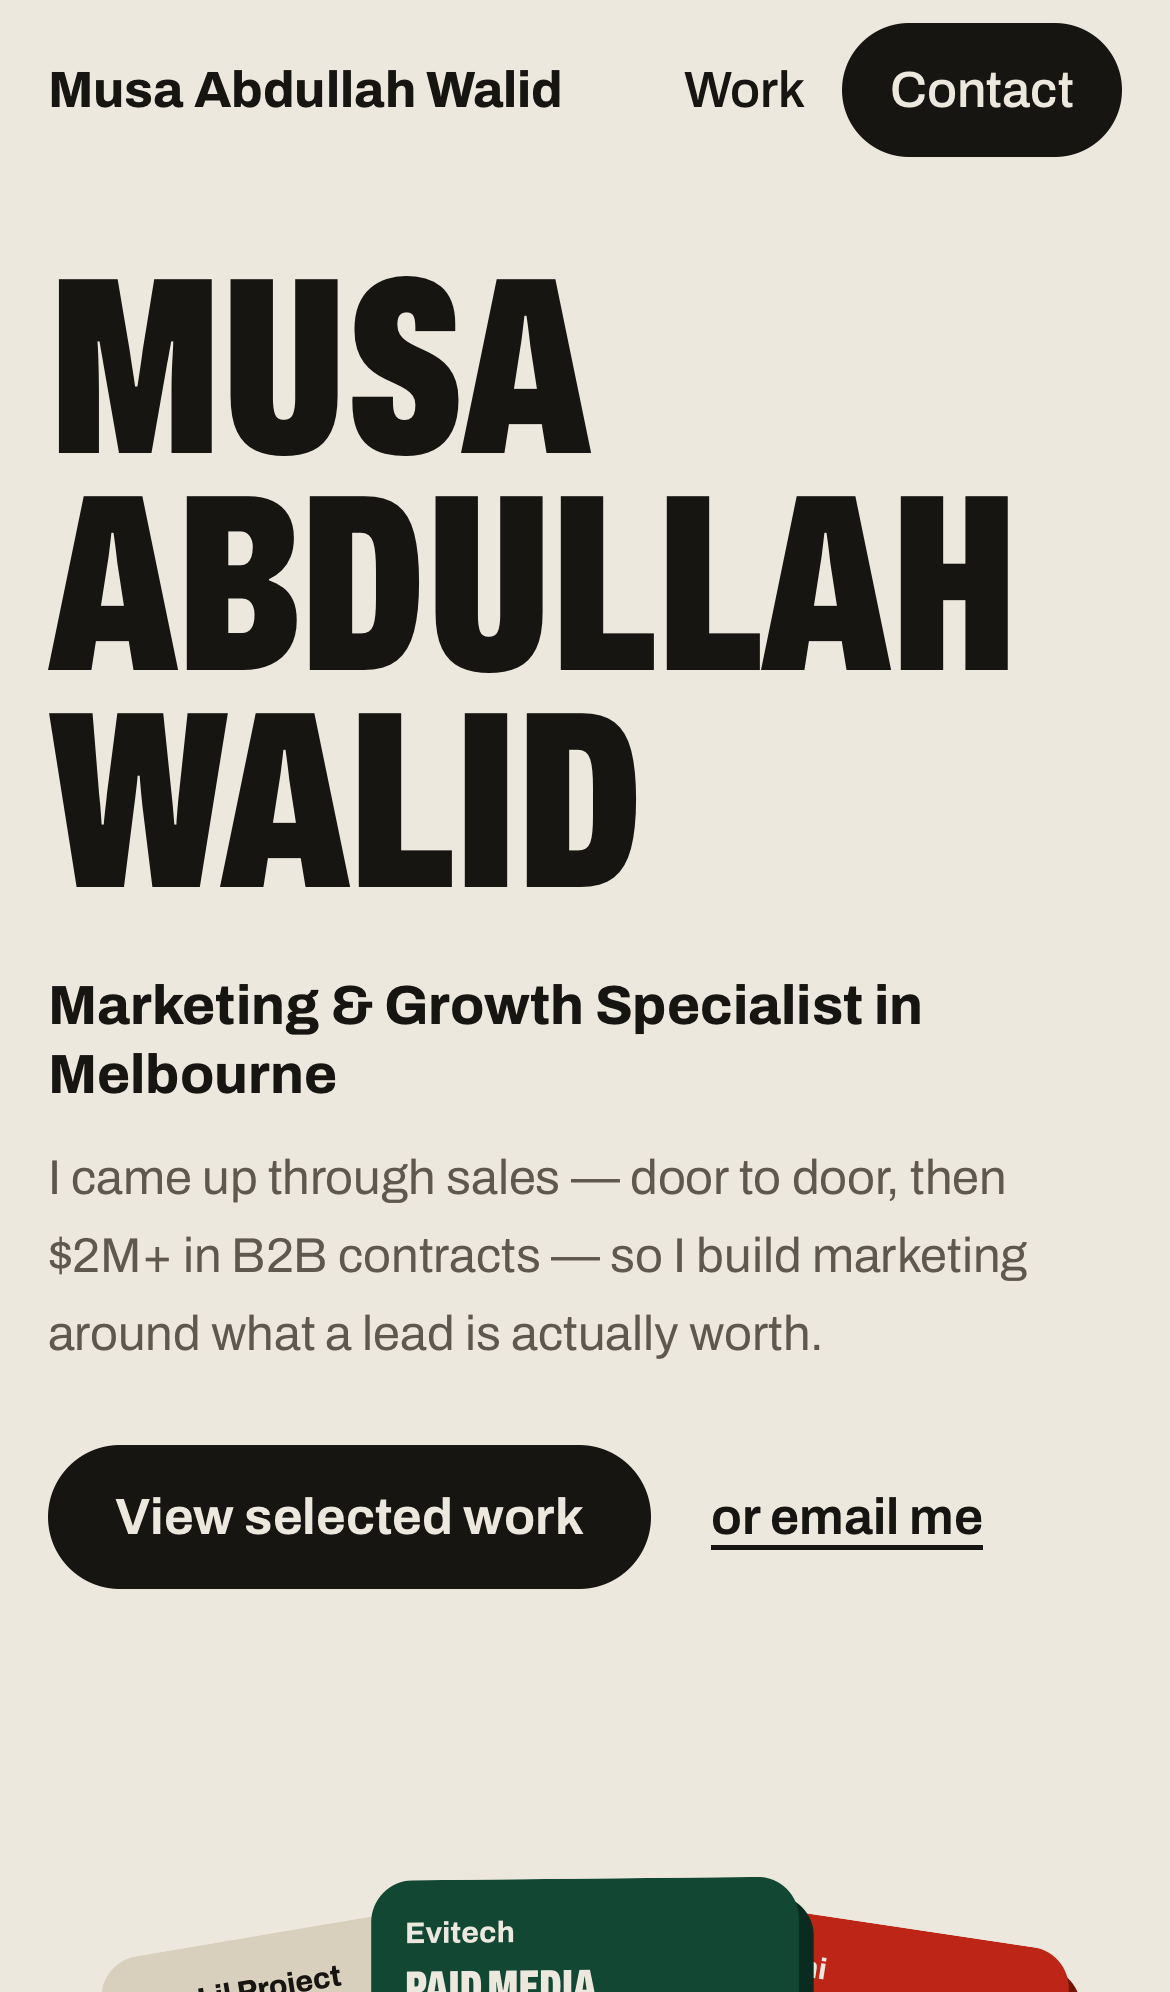 Musa Abdullah Walid Work Contact
MUSA
ABDULLAH
WALID
Marketing & Growth Specialist in
Melbourne
I came up through sales — door to door, then
$2M+ in B2B contracts — so I build marketing
around what a lead is actually worth.
View selected work or email me
Evitech
Project
PAID MEDIA